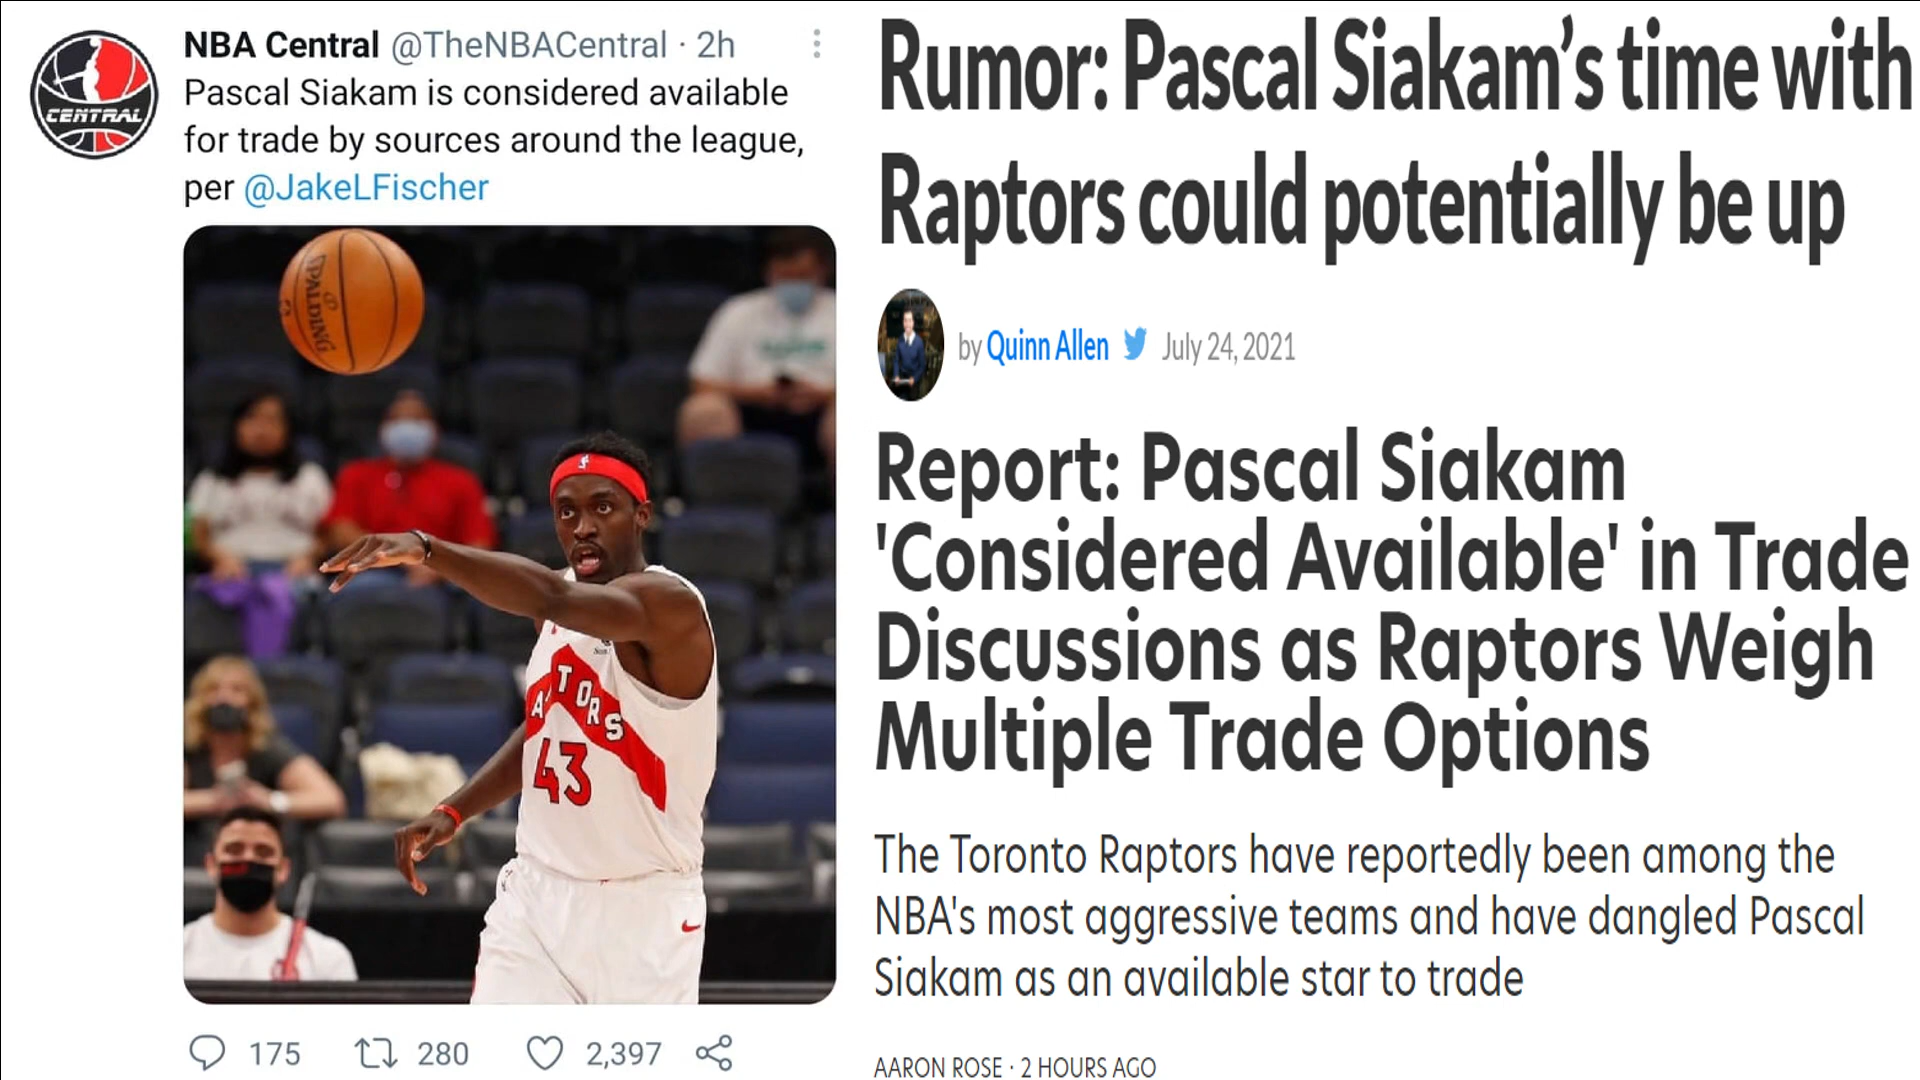 NBA Central @TheNBACentral · 2h
Pascal Siakam is considered available
for trade by sources around the league,
per @JakeLFischer
CENTRAL
SPALDING
TORS
43
175 280 2,397
Rumor: Pascal Siakam’s time with
Raptors could potentially be up
by Quinn Allen July 24, 2021
Report: Pascal Siakam
'Considered Available' in Trade
Discussions as Raptors Weigh
Multiple Trade Options
The Toronto Raptors have reportedly been among the
NBA's most aggressive teams and have dangled Pascal
Siakam as an available star to trade
AARON ROSE · 2 HOURS AGO